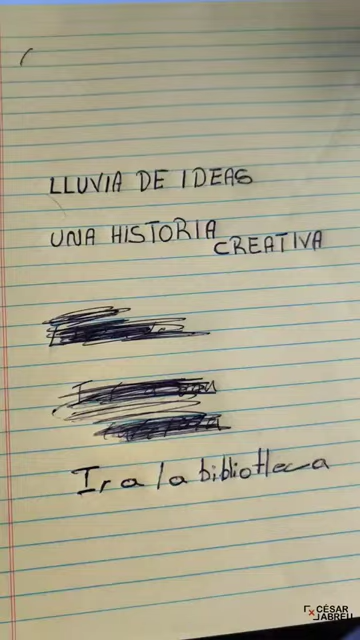 LLUVIA DE IDEAS
UNA HISTORIA CREATIVA
Ir a la biblioteca
CÉSAR
JABREU